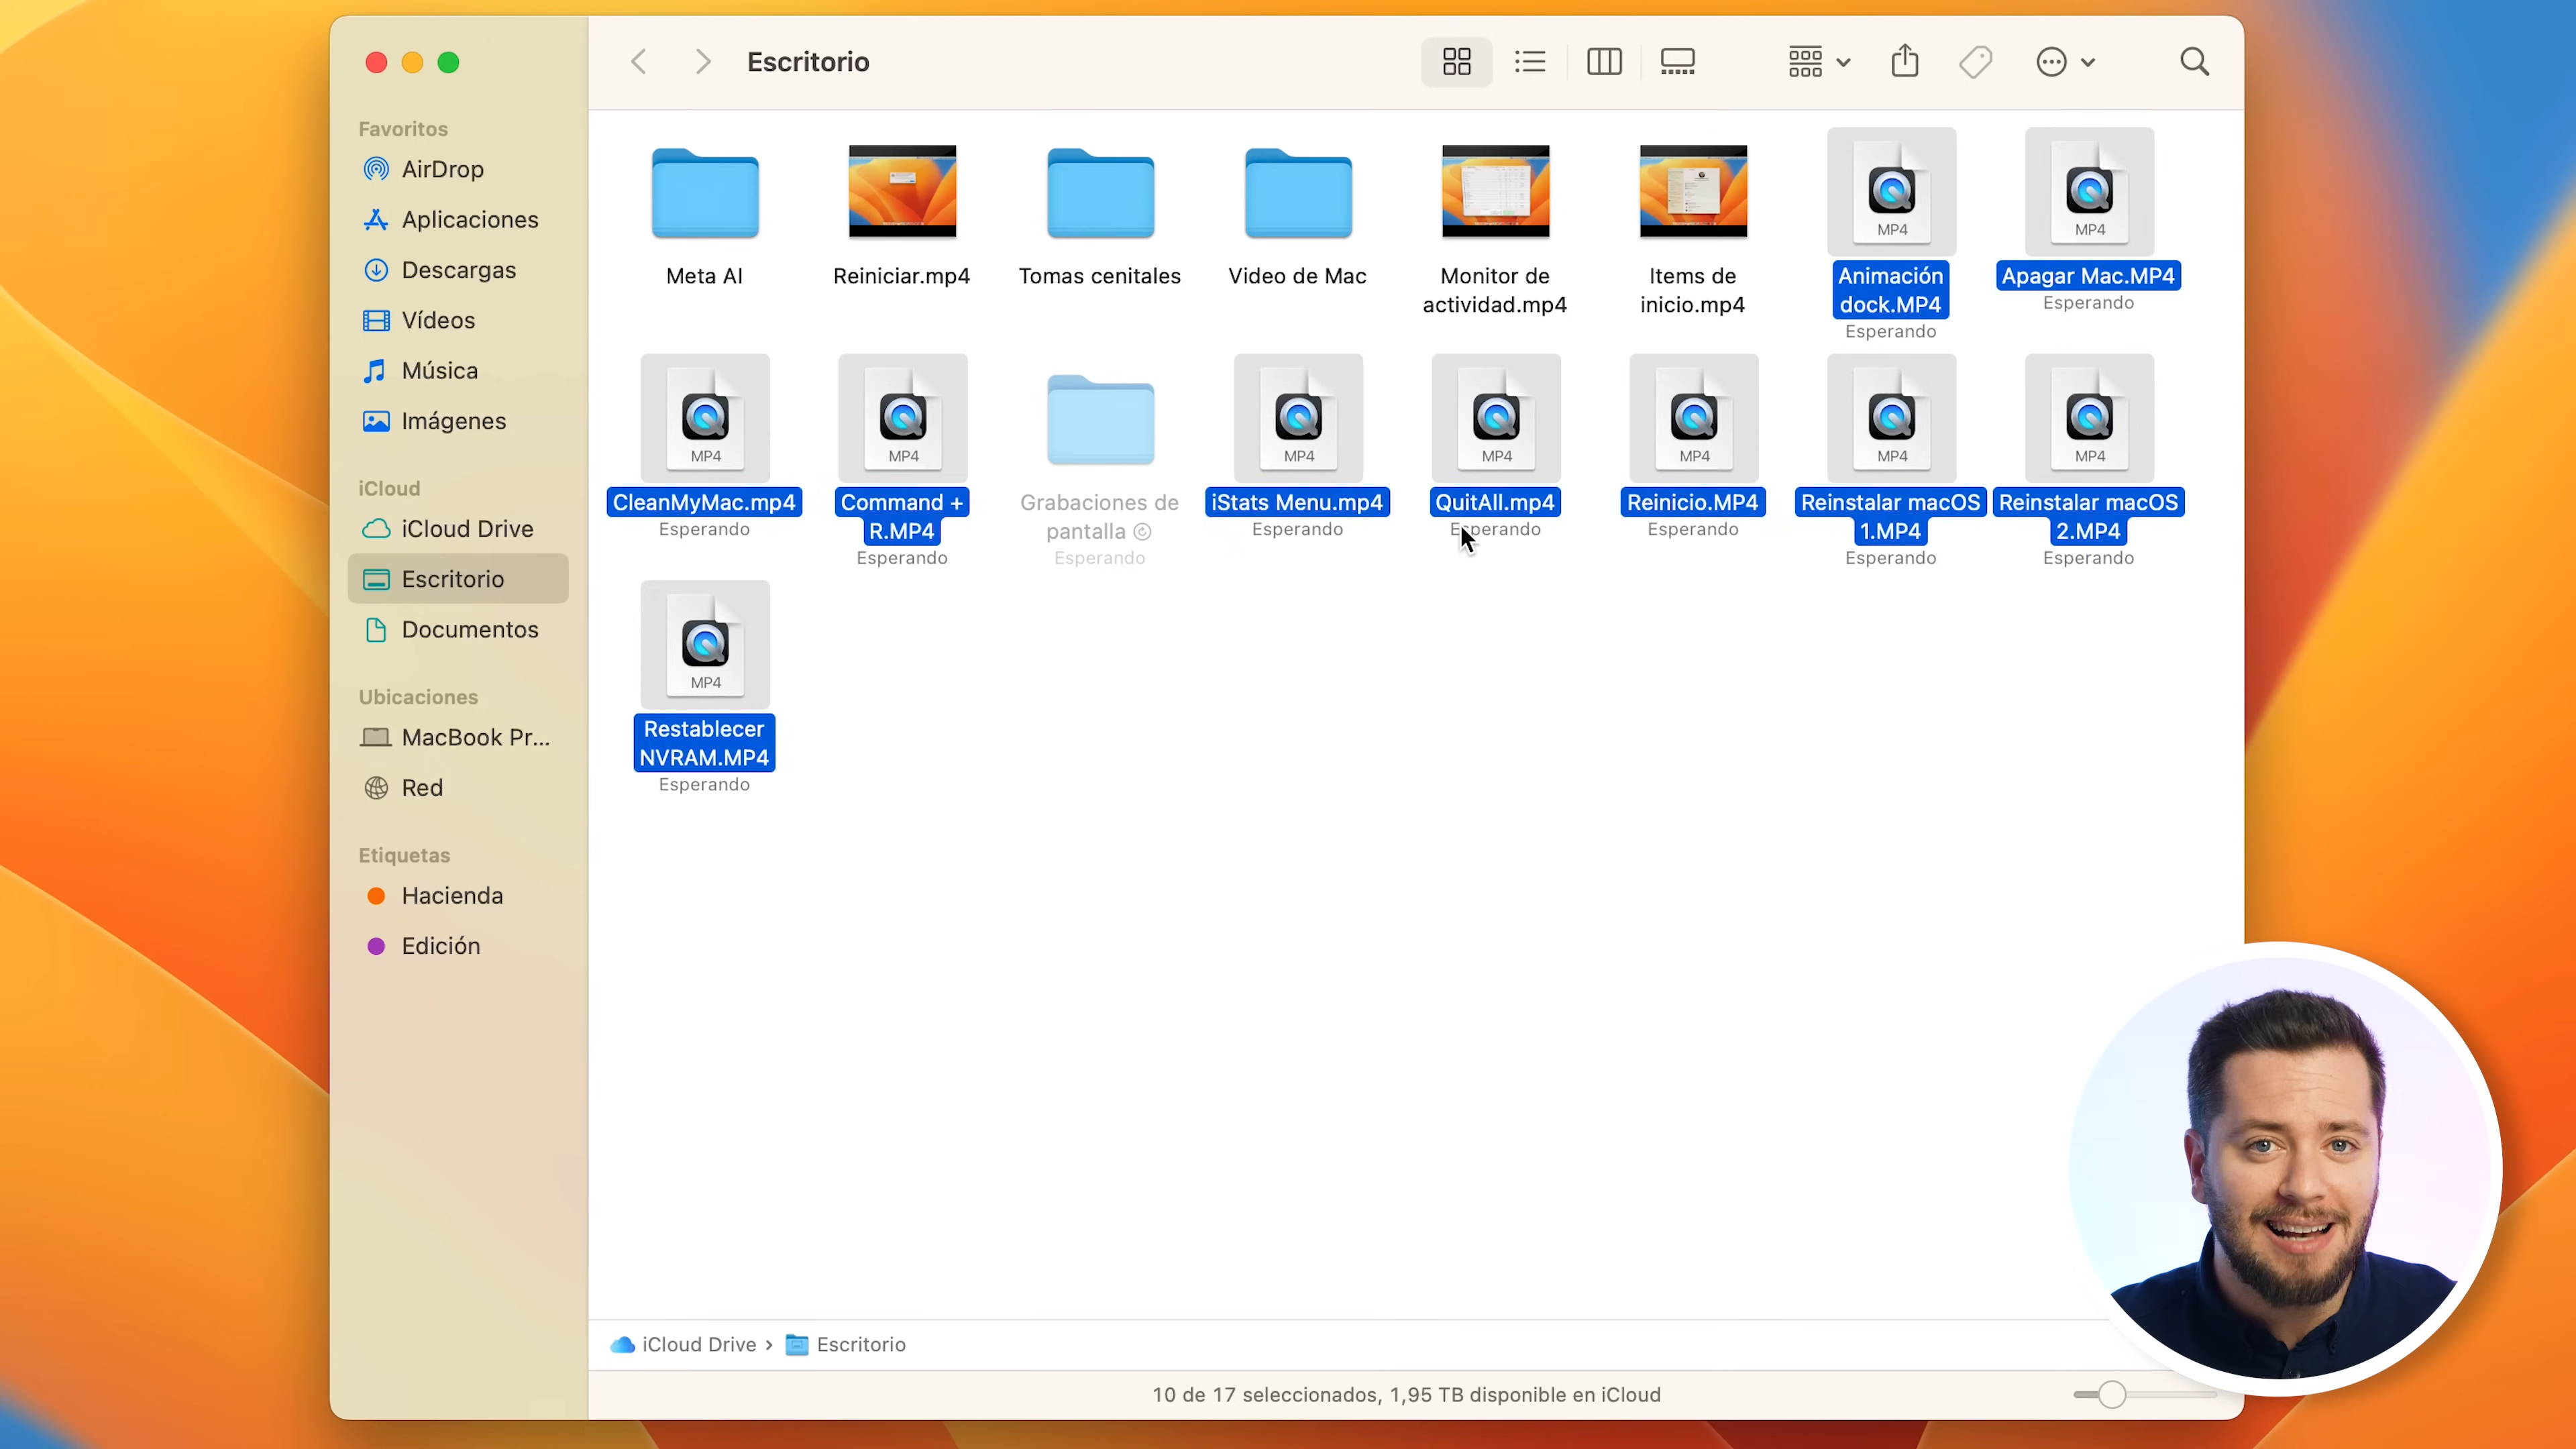 Escritorio
Favoritos
AirDrop
Aplicaciones
Descargas
Vídeos
Música
Imágenes
iCloud
iCloud Drive
Escritorio
Documentos
Ubicaciones
MacBook Pr...
Red
Etiquetas
Hacienda
Edición
Meta AI
Reiniciar.mp4
Tomas cenitales
Video de Mac
Monitor de
actividad.mp4
Items de
inicio.mp4
MP4
Animación
dock.MP4
Esperando
MP4
Apagar Mac.MP4
Esperando
MP4
CleanMyMac.mp4
Esperando
MP4
Command +
R.MP4
Esperando
Grabaciones de
pantalla
Esperando
MP4
iStats Menu.mp4
Esperando
MP4
QuitAll.mp4
Esperando
MP4
Reinicio.MP4
Esperando
MP4
Reinstalar macOS
1.MP4
Esperando
MP4
Reinstalar macOS
2.MP4
Esperando
MP4
Restablecer
NVRAM.MP4
Esperando
iCloud Drive › Escritorio
10 de 17 seleccionados, 1,95 TB disponible en iCloud